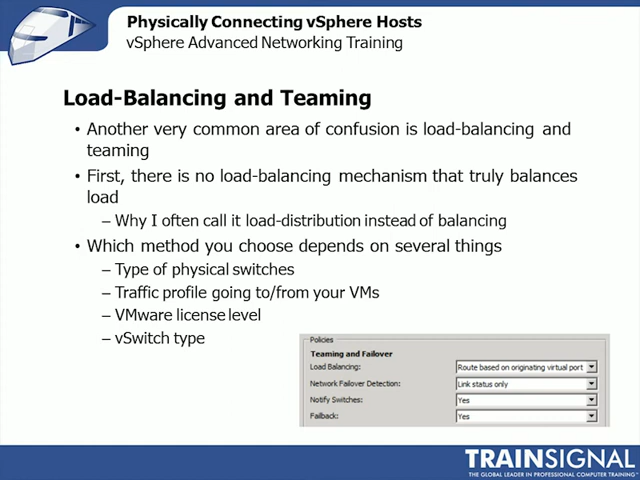 Physically Connecting vSphere Hosts
vSphere Advanced Networking Training
Load-Balancing and Teaming
• Another very common area of confusion is load-balancing and
teaming
• First, there is no load-balancing mechanism that truly balances
load
– Why I often call it load-distribution instead of balancing
• Which method you choose depends on several things
– Type of physical switches
– Traffic profile going to/from your VMs
– VMware license level
– vSwitch type
Policies
Teaming and Failover
Load Balancing: Route based on originating virtual port
Network Failover Detection: Link status only
Notify Switches: Yes
Failback: Yes
TRAINSIGNAL
THE GLOBAL LEADER IN PROFESSIONAL COMPUTER TRAINING